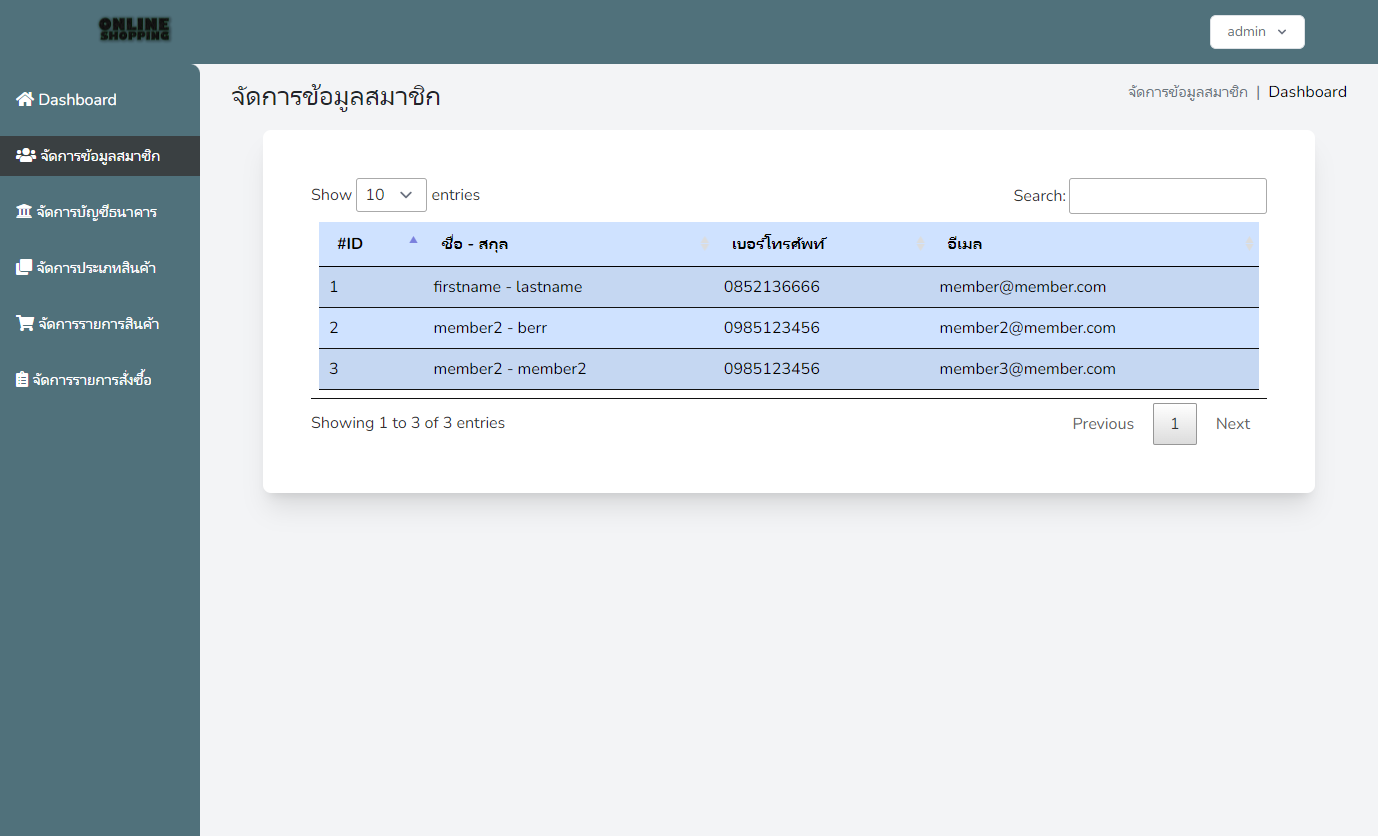 ONLINE
SHOPPING
admin
Dashboard
จัดการข้อมูลสมาชิก
จัดการบัญชีธนาคาร
จัดการประเภทสินค้า
จัดการรายการสินค้า
จัดการรายการสั่งซื้อ
จัดการข้อมูลสมาชิก
จัดการข้อมูลสมาชิก | Dashboard
Show 10 entries
Search:
#ID ชื่อ - สกุล เบอร์โทรศัพท์ อีเมล
1 firstname - lastname 0852136666 member@member.com
2 member2 - berr 0985123456 member2@member.com
3 member2 - member2 0985123456 member3@member.com
Showing 1 to 3 of 3 entries
Previous 1 Next